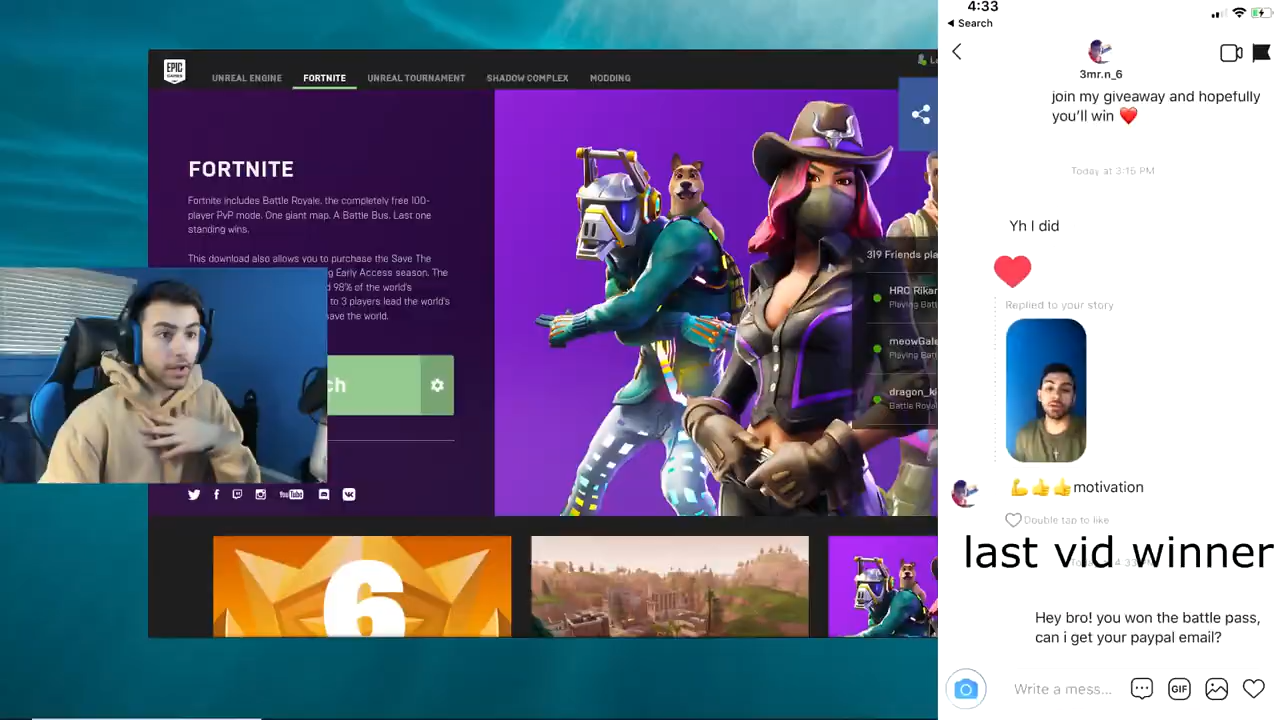 EPIC
GAMES
UNREAL ENGINE
FORTNITE
UNREAL TOURNAMENT
SHADOW COMPLEX
MODDING
FORTNITE
Fortnite includes Battle Royale, the completely free 100-
player PvP mode. One giant map. A Battle Bus. Last one
standing wins.
This download also allows you to purchase the Save The
Early Access season. The
98% of the world's
to 3 players lead the world's
save the world.
ch
You Tube
6
319 Friends pla
HRC Rikar
Playing Batt
meowGale
Playing Batt
dragon_ki
Battle Royal
4:33
Search
3mr.n_6
join my giveaway and hopefully
you'll win ❤️
Today at 3:15 PM
Yh I did
Replied to your story
💪👍👍motivation
Double tap to like
last vid winner
Hey bro! you won the battle pass,
can i get your paypal email?
Write a mess...
GIF